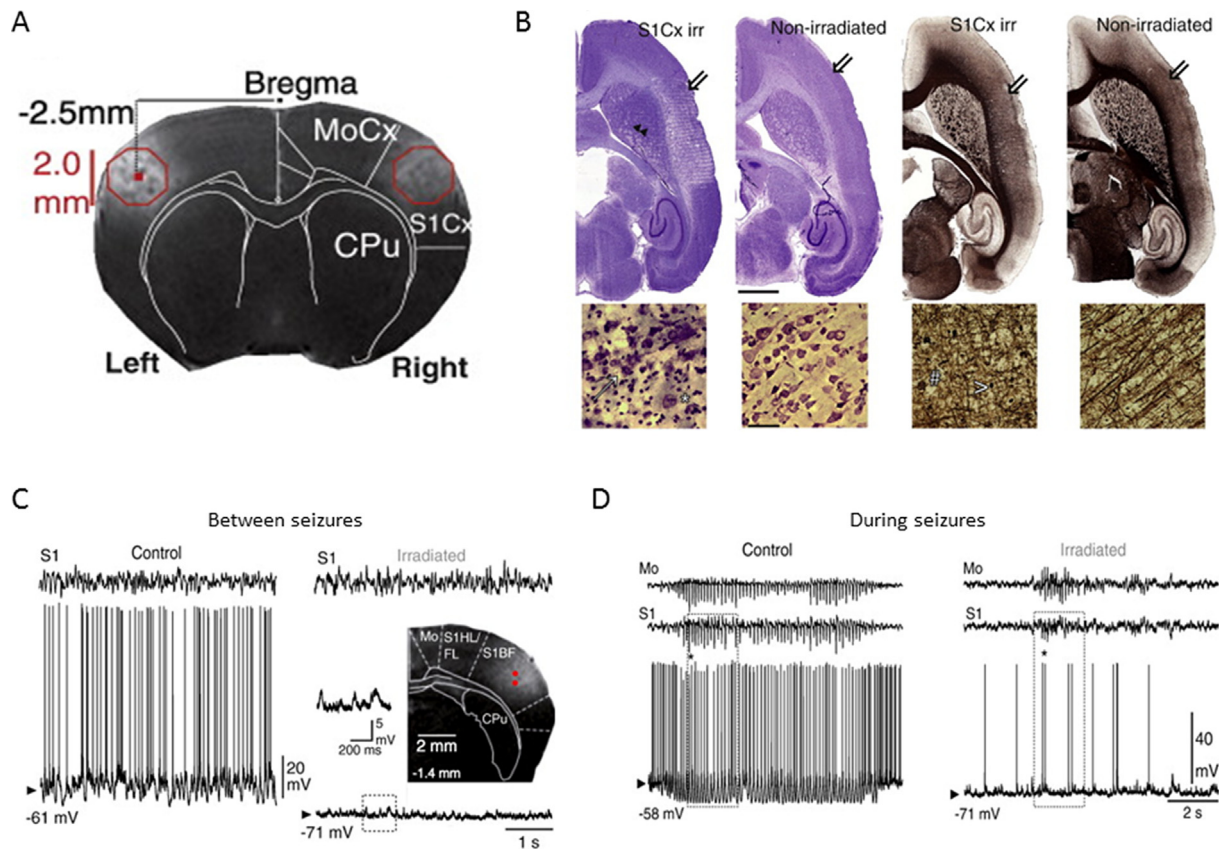 A
Bregma
-2.5mm
MoCx
2.0
mm
S1Cx
CPu
Left
Right
B
S1Cx irr
Non-irradiated
S1Cx irr
Non-irradiated
*
#
>
C
Between seizures
S1
Control
Irradiated
Mo
S1HL/
FL
S1BF
CPu
5
mV
200 ms
2 mm
-1.4 mm
20
mV
-61 mV
-71 mV
1 s
D
During seizures
Control
Irradiated
Mo
S1
*
-58 mV
Mo
S1
*
40
mV
-71 mV
2 s